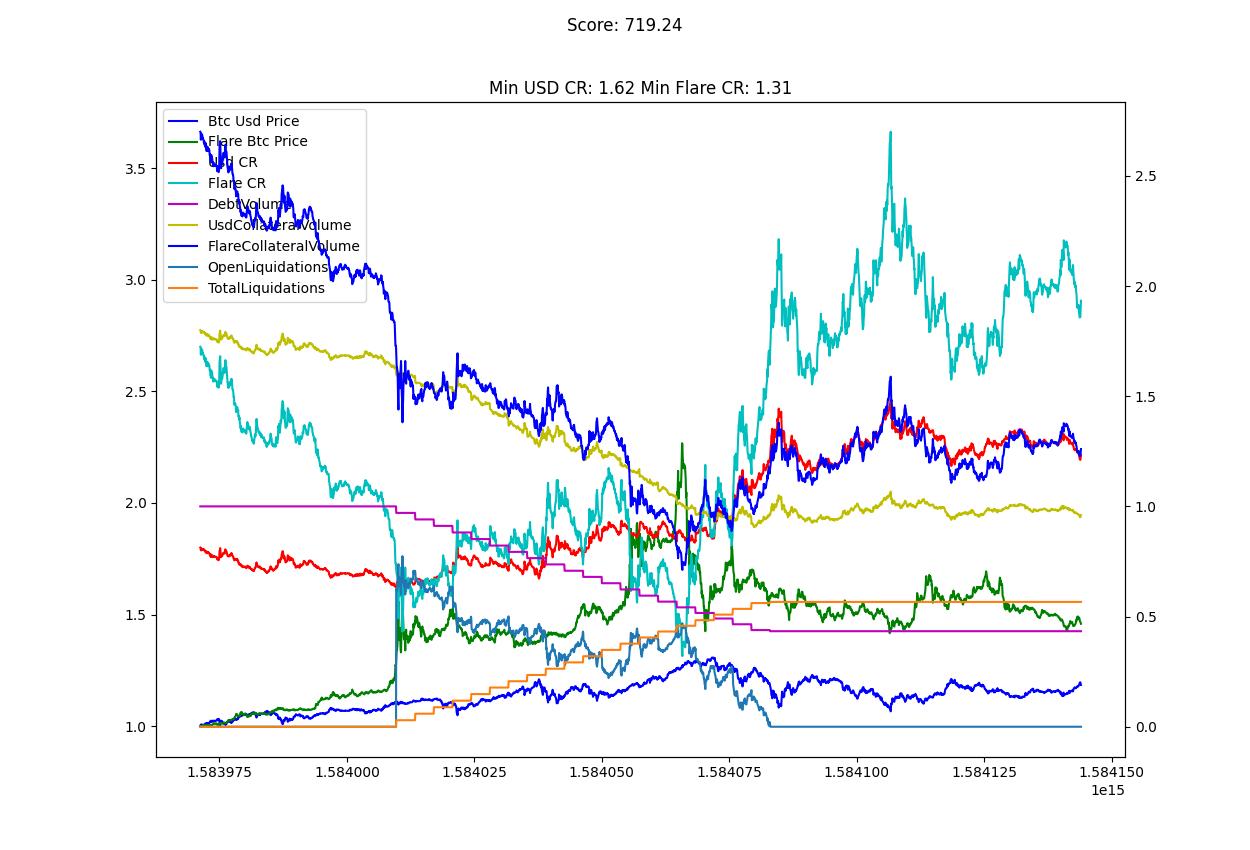 Score: 719.24
Min USD CR: 1.62 Min Flare CR: 1.31
Btc Usd Price
Flare Btc Price
Usd CR
Flare CR
DebtVolume
UsdCollateralVolume
FlareCollateralVolume
OpenLiquidations
TotalLiquidations
3.5
3.0
2.5
2.0
1.5
1.0
2.5
2.0
1.5
1.0
0.5
0.0
1.583975
1.584000
1.584025
1.584050
1.584075
1.584100
1.584125
1.584150
1e15